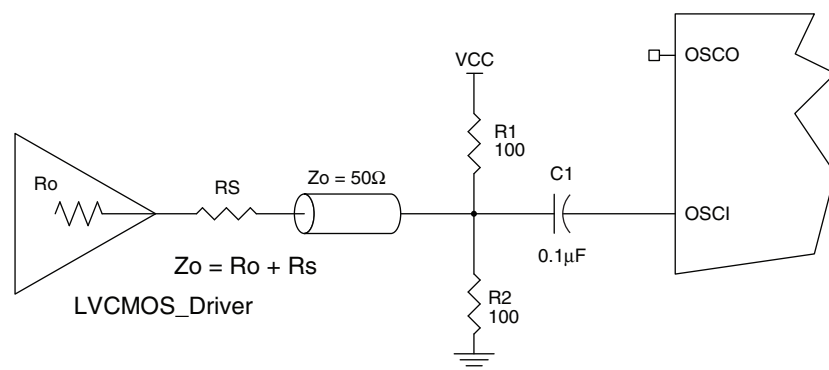 VCC
OSCO
R1
100
Ro
RS
Zo = 50Ω
C1
OSCI
0.1μF
Zo = Ro + Rs
LVCMOS_Driver
R2
100